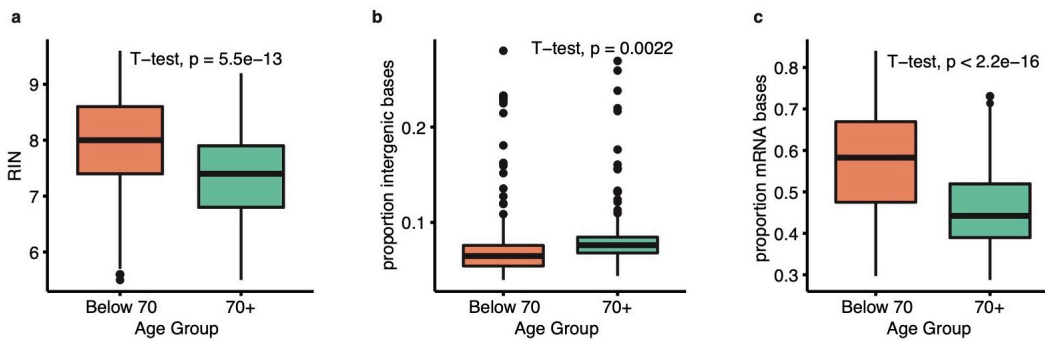 a
T-test, p = 5.5e-13
RIN
9
8
7
6
Below 70
70+
Age Group
b
T-test, p = 0.0022
proportion intergenic bases
0.2
0.1
Below 70
70+
Age Group
c
T-test, p < 2.2e-16
proportion mRNA bases
0.8
0.7
0.6
0.5
0.4
0.3
Below 70
70+
Age Group